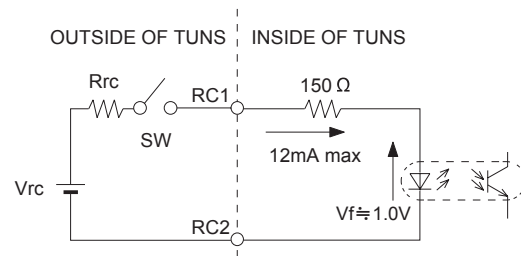 OUTSIDE OF TUNS
INSIDE OF TUNS
Rrc
RC1
150 Ω
SW
12mA max
Vrc
Vf≒1.0V
RC2